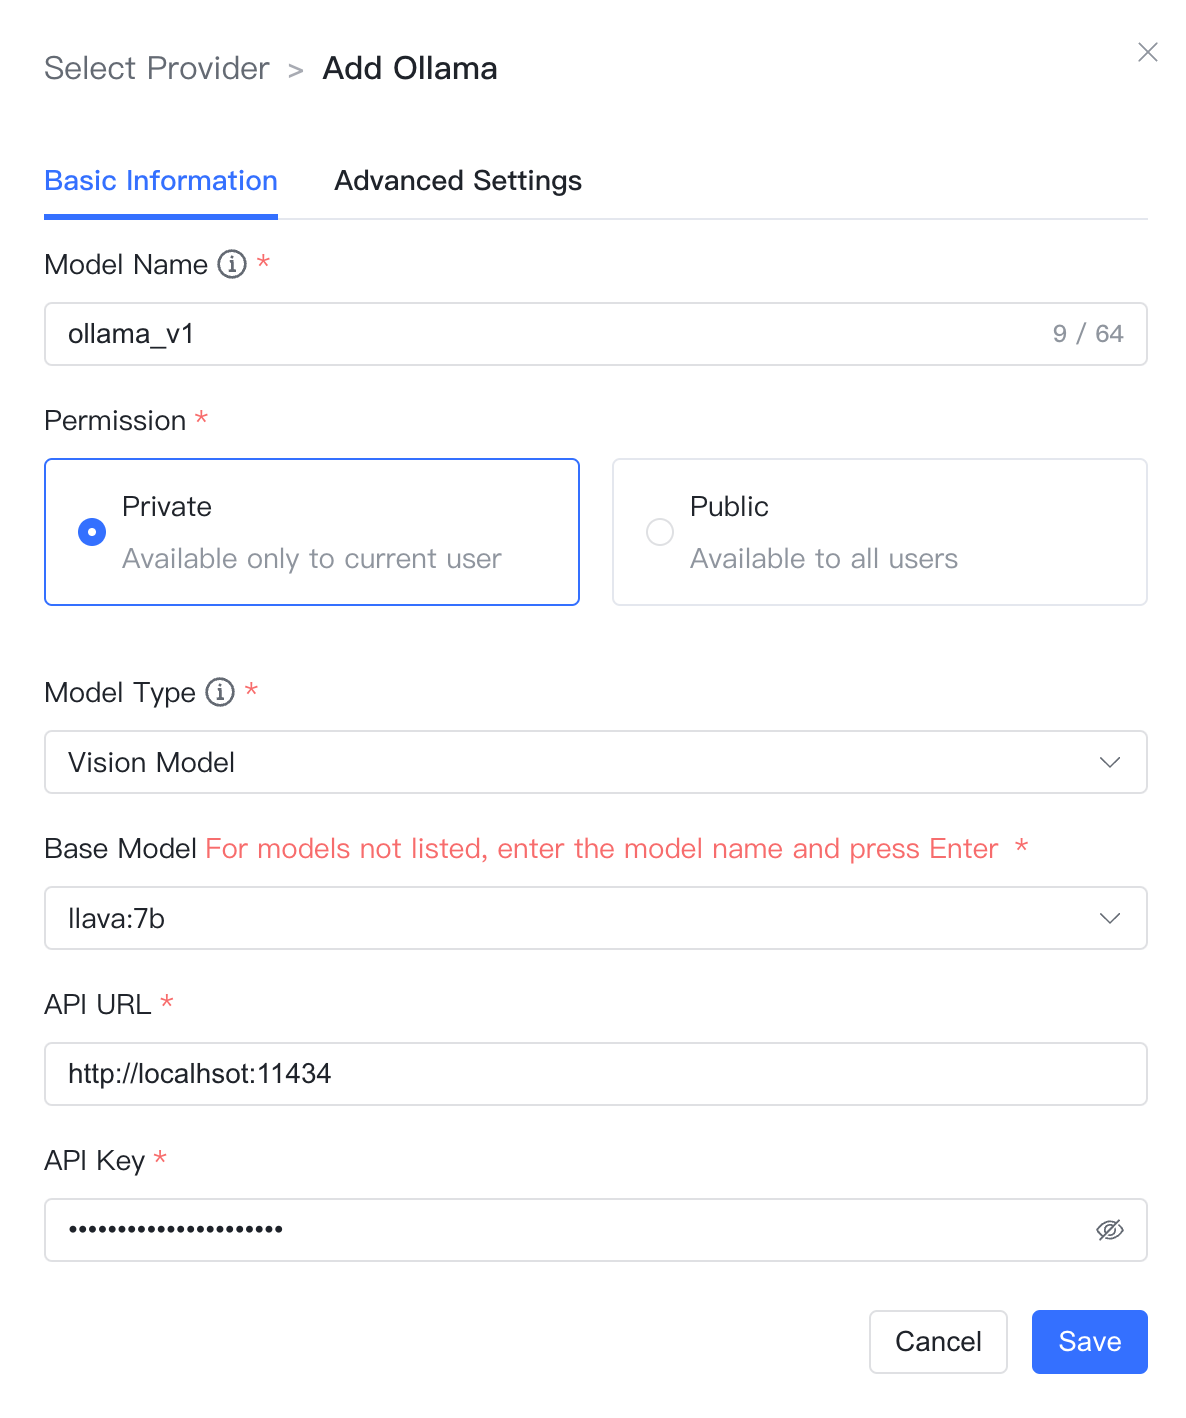 Select Provider > Add Ollama
Basic Information Advanced Settings
Model Name *
ollama_v1 9 / 64
Permission *
Private
Available only to current user
Public
Available to all users
Model Type *
Vision Model
Base Model For models not listed, enter the model name and press Enter *
llava:7b
API URL *
http://localhsot:11434
API Key *
••••••••••••••••••••••
Cancel Save